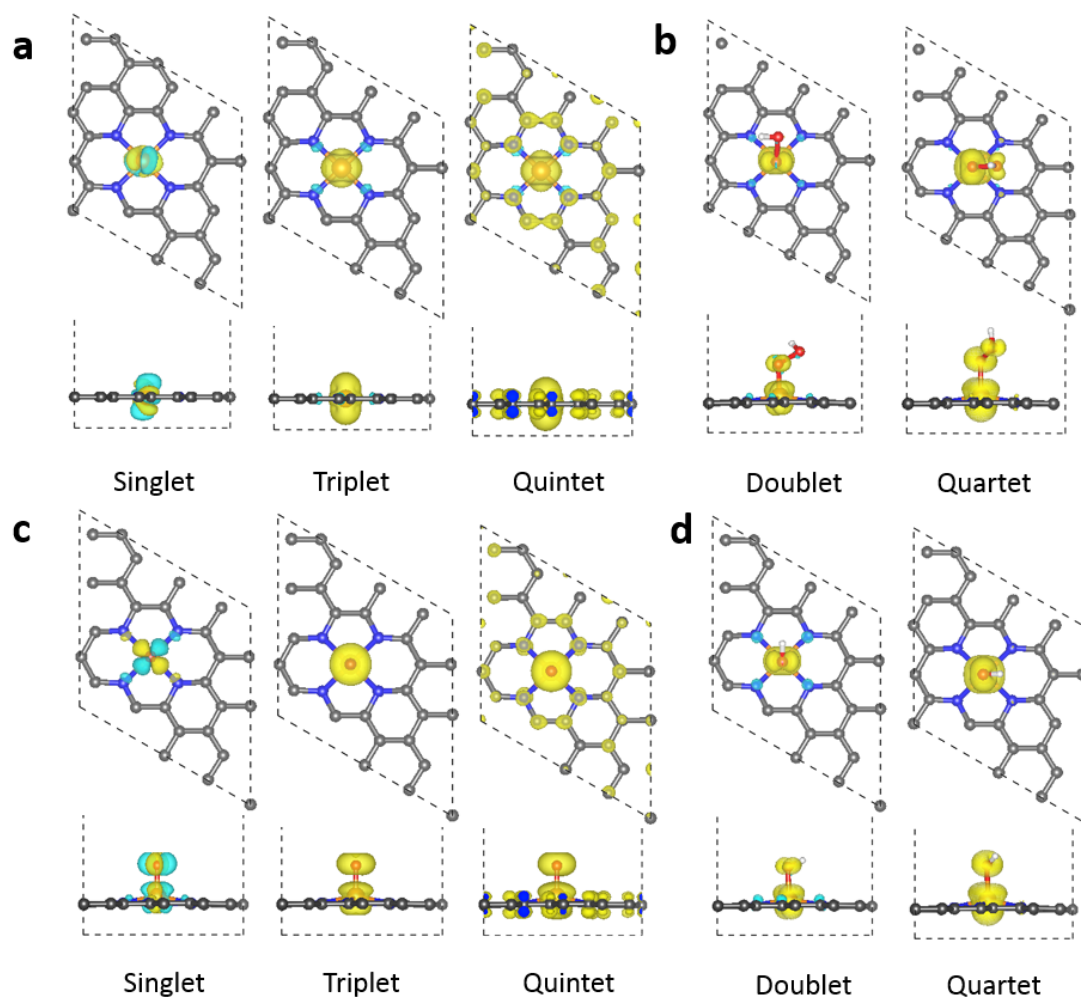 a
b
Singlet
Triplet
Quintet
Doublet
Quartet
c
d
Singlet
Triplet
Quintet
Doublet
Quartet